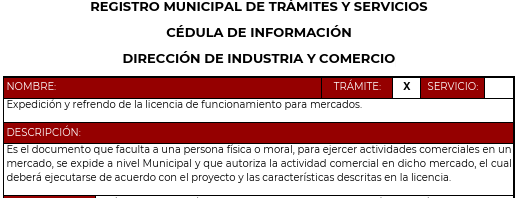 REGISTRO MUNICIPAL DE TRÁMITES Y SERVICIOS
CÉDULA DE INFORMACIÓN
DIRECCIÓN DE INDUSTRIA Y COMERCIO
NOMBRE: TRÁMITE: X SERVICIO:
Expedición y refrendo de la licencia de funcionamiento para mercados.
DESCRIPCIÓN:
Es el documento que faculta a una persona física o moral, para ejercer actividades comerciales en un
mercado, se expide a nivel Municipal y que autoriza la actividad comercial en dicho mercado, el cual
deberá ejecutarse de acuerdo con el proyecto y las características descritas en la licencia.